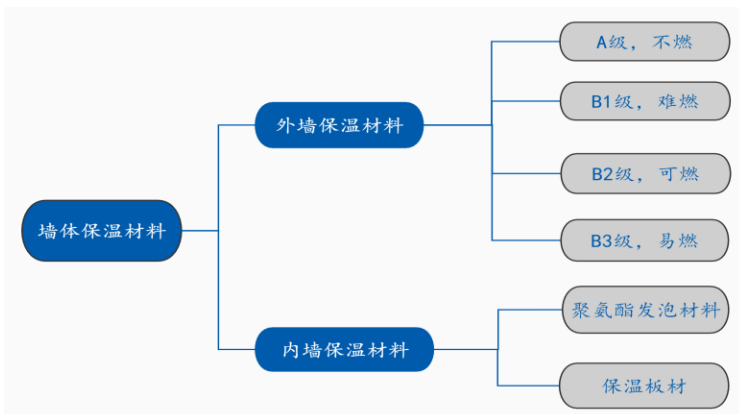 墙体保温材料
外墙保温材料
A级，不燃
B1级，难燃
B2级，可燃
B3级，易燃
内墙保温材料
聚氨酯发泡材料
保温板材